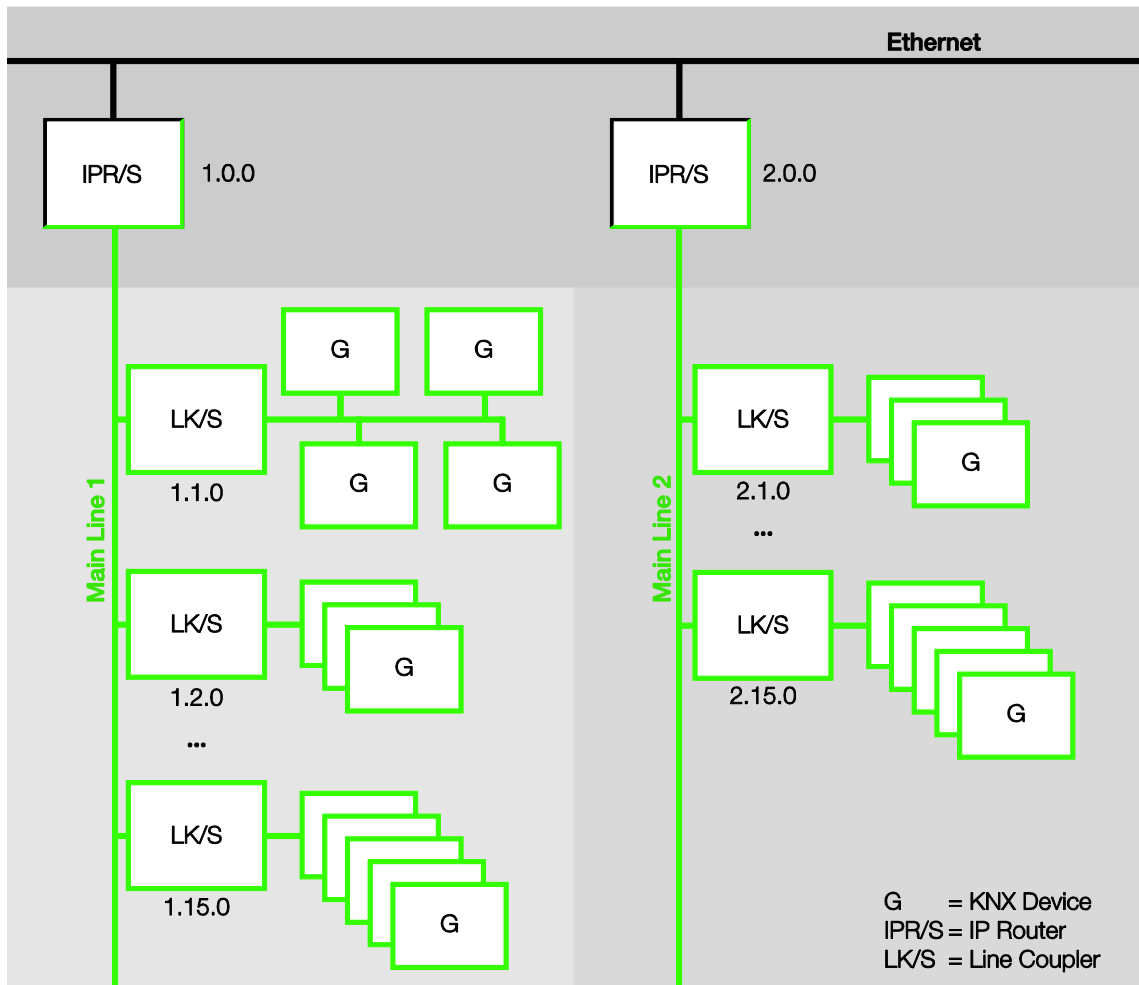 Ethernet
IPR/S
1.0.0
IPR/S
2.0.0
Main Line 1
LK/S
1.1.0
G
G
G
G
LK/S
1.2.0
G
...
LK/S
1.15.0
G
Main Line 2
LK/S
2.1.0
G
...
LK/S
2.15.0
G
G = KNX Device
IPR/S = IP Router
LK/S = Line Coupler